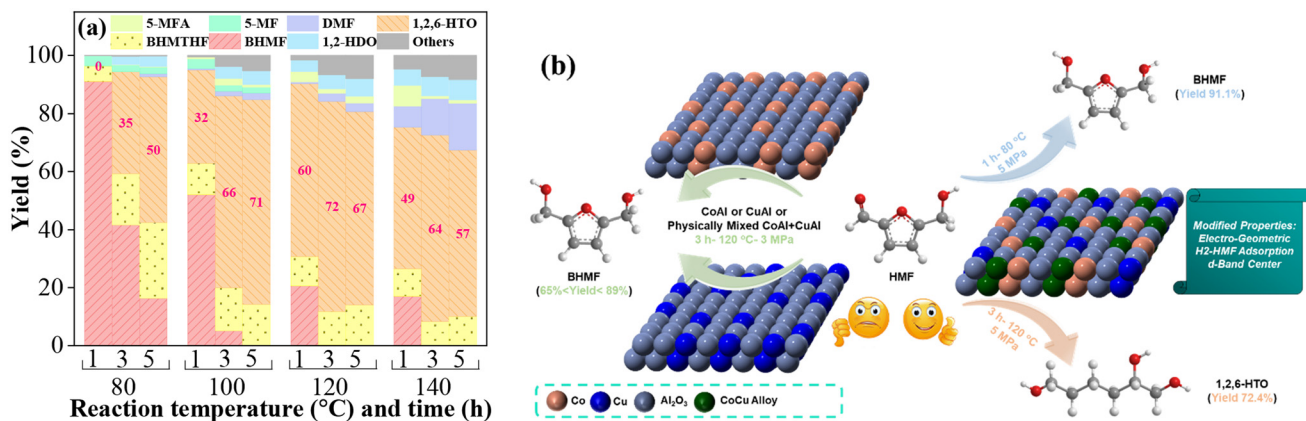 (a)
5-MFA 5-MF DMF 1,2,6-HTO
BHMTHF BHMF 1,2-HDO Others
100
80
60
40
20
0
Yield (%)
0
35
50
32
66
71
60
72
67
49
64
57
1 3 5 1 3 5 1 3 5 1 3 5
80 100 120 140
Reaction temperature (°C) and time (h)
(b)
BHMF
(65%<Yield< 89%)
CoAl or CuAl or
Physically Mixed CoAl+CuAl
3 h- 120 ºC- 3 MPa
HMF
1 h- 80 ºC
5 MPa
BHMF
(Yield 91.1%)
Modified Properties:
Electro-Geometric
H2-HMF Adsorption
d-Band Center
3 h- 120 ºC
5 MPa
1,2,6-HTO
(Yield 72.4%)
Co Cu Al₂O₃ CoCu Alloy